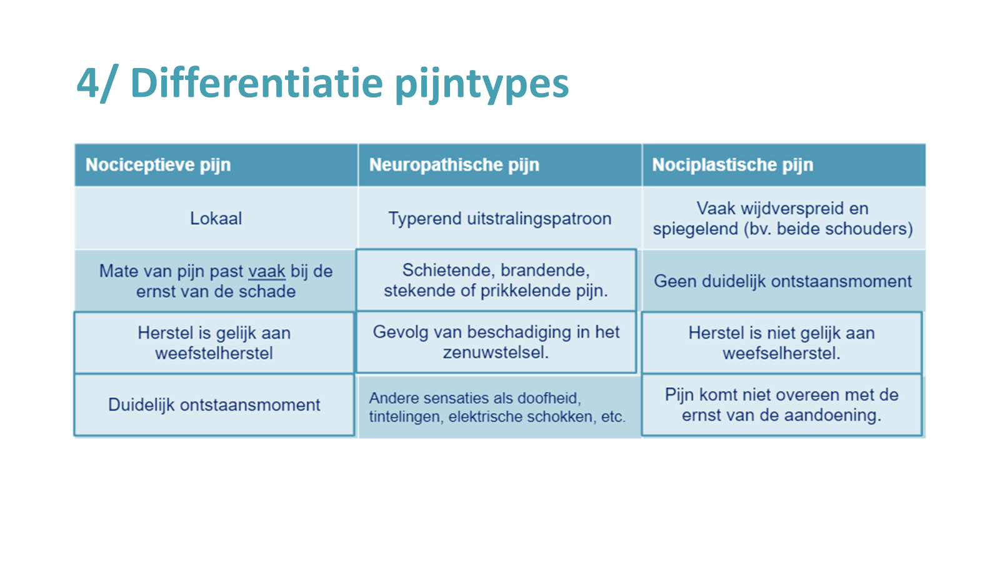 4/ Differentiatie pijntypes
Nociceptieve pijn
Neuropathische pijn
Nociplastische pijn
Lokaal
Typerend uitstralingspatroon
Vaak wijdverspreid en
spiegelend (bv. beide schouders)
Mate van pijn past vaak bij de
ernst van de schade
Schietende, brandende,
stekende of prikkelende pijn.
Geen duidelijk ontstaansmoment
Herstel is gelijk aan
weefstelherstel
Gevolg van beschadiging in het
zenuwstelsel.
Herstel is niet gelijk aan
weefselherstel.
Duidelijk ontstaansmoment
Andere sensaties als doofheid,
tintelingen, elektrische schokken, etc.
Pijn komt niet overeen met de
ernst van de aandoening.